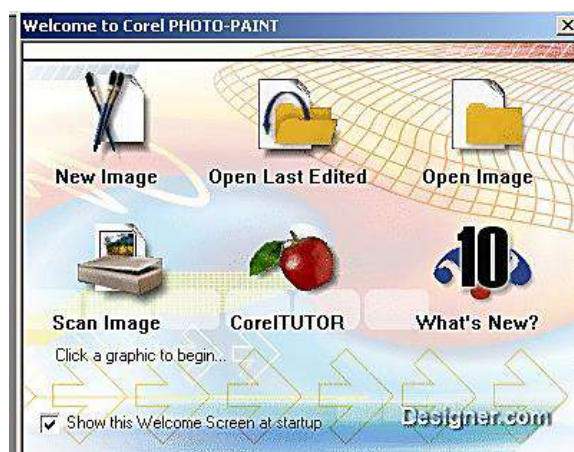 Welcome to Corel PHOTO-PAINT
New Image Open Last Edited Open Image
10
Scan Image CorelTUTOR What's New?
Click a graphic to begin...
Show this Welcome Screen at startup
Designer.com